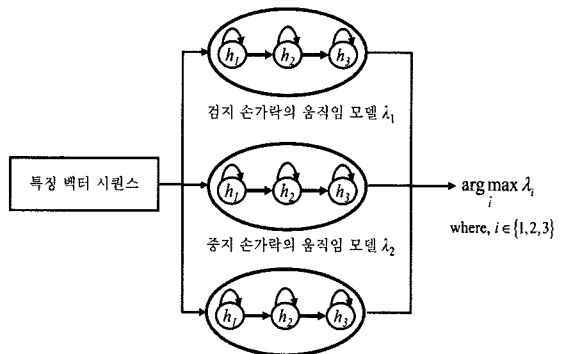 h1 h2 h3
검지 손가락의 움직임 모델 λ1
특징 벡터 시퀀스
h1 h2 h3
arg max λi
i
where, i ∈ {1,2,3}
중지 손가락의 움직임 모델 λ2
h1 h2 h3